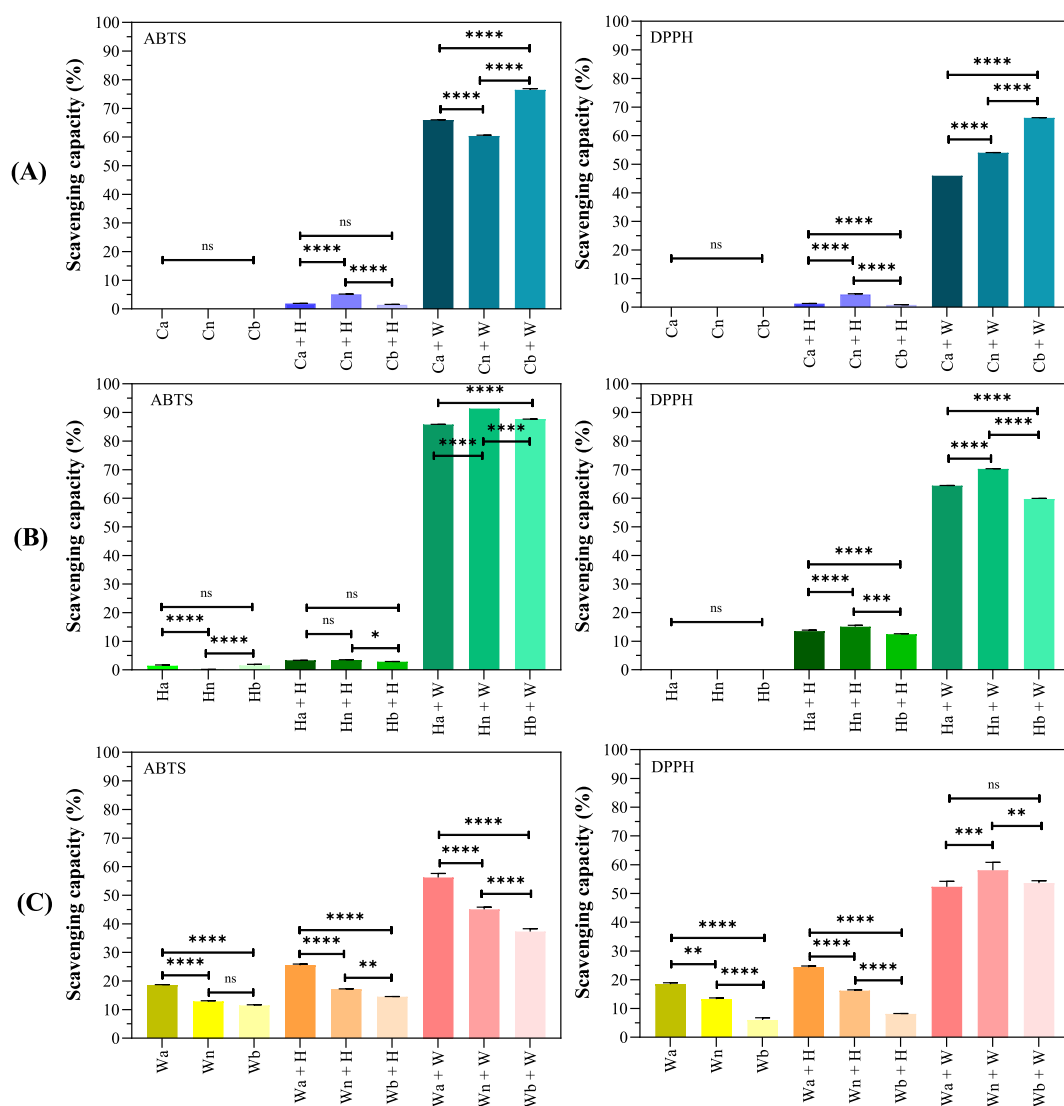 (A)
ABTS
Scavenging capacity (%)
100
90
80
70
60
50
40
30
20
10
0
ns
****
****
ns
****
****
****
Ca
Cn
Cb
Ca + H
Cn + H
Cb + H
Ca + W
Cn + W
Cb + W
DPPH
Scavenging capacity (%)
100
90
80
70
60
50
40
30
20
10
0
ns
****
****
****
****
****
****
Ca
Cn
Cb
Ca + H
Cn + H
Cb + H
Ca + W
Cn + W
Cb + W
(B)
ABTS
Scavenging capacity (%)
100
90
80
70
60
50
40
30
20
10
0
ns
****
****
ns
ns
*
****
****
****
Ha
Hn
Hb
Ha + H
Hn + H
Hb + H
Ha + W
Hn + W
Hb + W
DPPH
Scavenging capacity (%)
100
90
80
70
60
50
40
30
20
10
0
ns
****
****
***
****
****
****
Ha
Hn
Hb
Ha + H
Hn + H
Hb + H
Ha + W
Hn + W
Hb + W
(C)
ABTS
Scavenging capacity (%)
100
90
80
70
60
50
40
30
20
10
0
****
****
ns
****
****
**
****
****
****
Wa
Wn
Wb
Wa + H
Wn + H
Wb + H
Wa + W
Wn + W
Wb + W
DPPH
Scavenging capacity (%)
100
90
80
70
60
50
40
30
20
10
0
****
**
****
****
****
****
ns
***
**
Wa
Wn
Wb
Wa + H
Wn + H
Wb + H
Wa + W
Wn + W
Wb + W